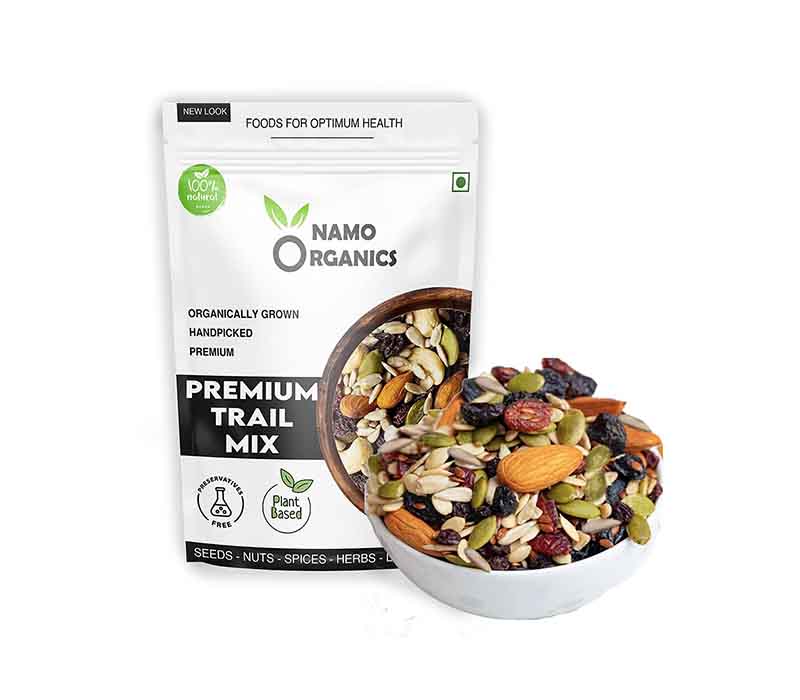 NEW LOOK
FOODS FOR OPTIMUM HEALTH
100%
natural
NAMO
ORGANICS
ORGANICALLY GROWN
HANDPICKED
PREMIUM
PREMIUM
TRAIL
MIX
PRESERVATIVES
FREE
Plant
Based
SEEDS - NUTS - SPICES - HERBS -